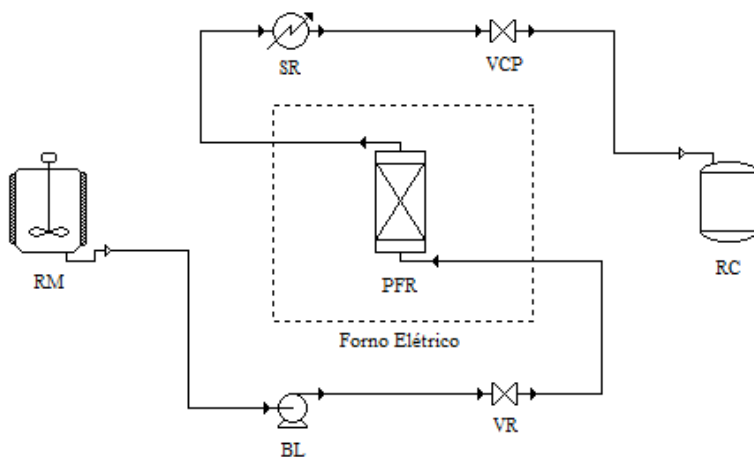 SR
VCP
RM
PFR
RC
Forno Elétrico
BL
VR